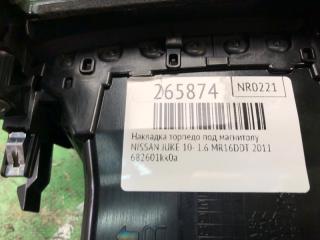 265874
NR0221
Накладка торпедо под магнитолу
NISSAN JUKE 10- 1.6 MR16DDT 2011
682601kk0a